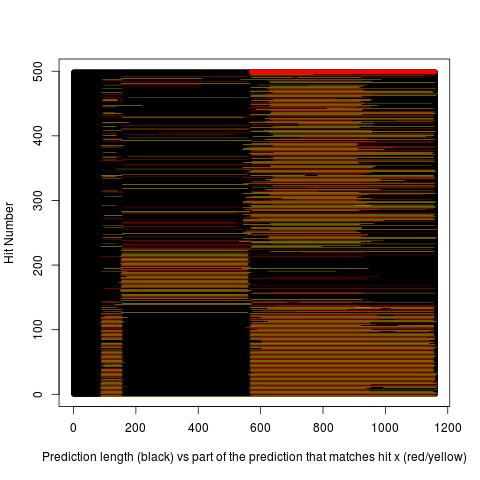 500
400
300
200
100
0
Hit Number
0 200 400 600 800 1000 1200
Prediction length (black) vs part of the prediction that matches hit x (red/yellow)